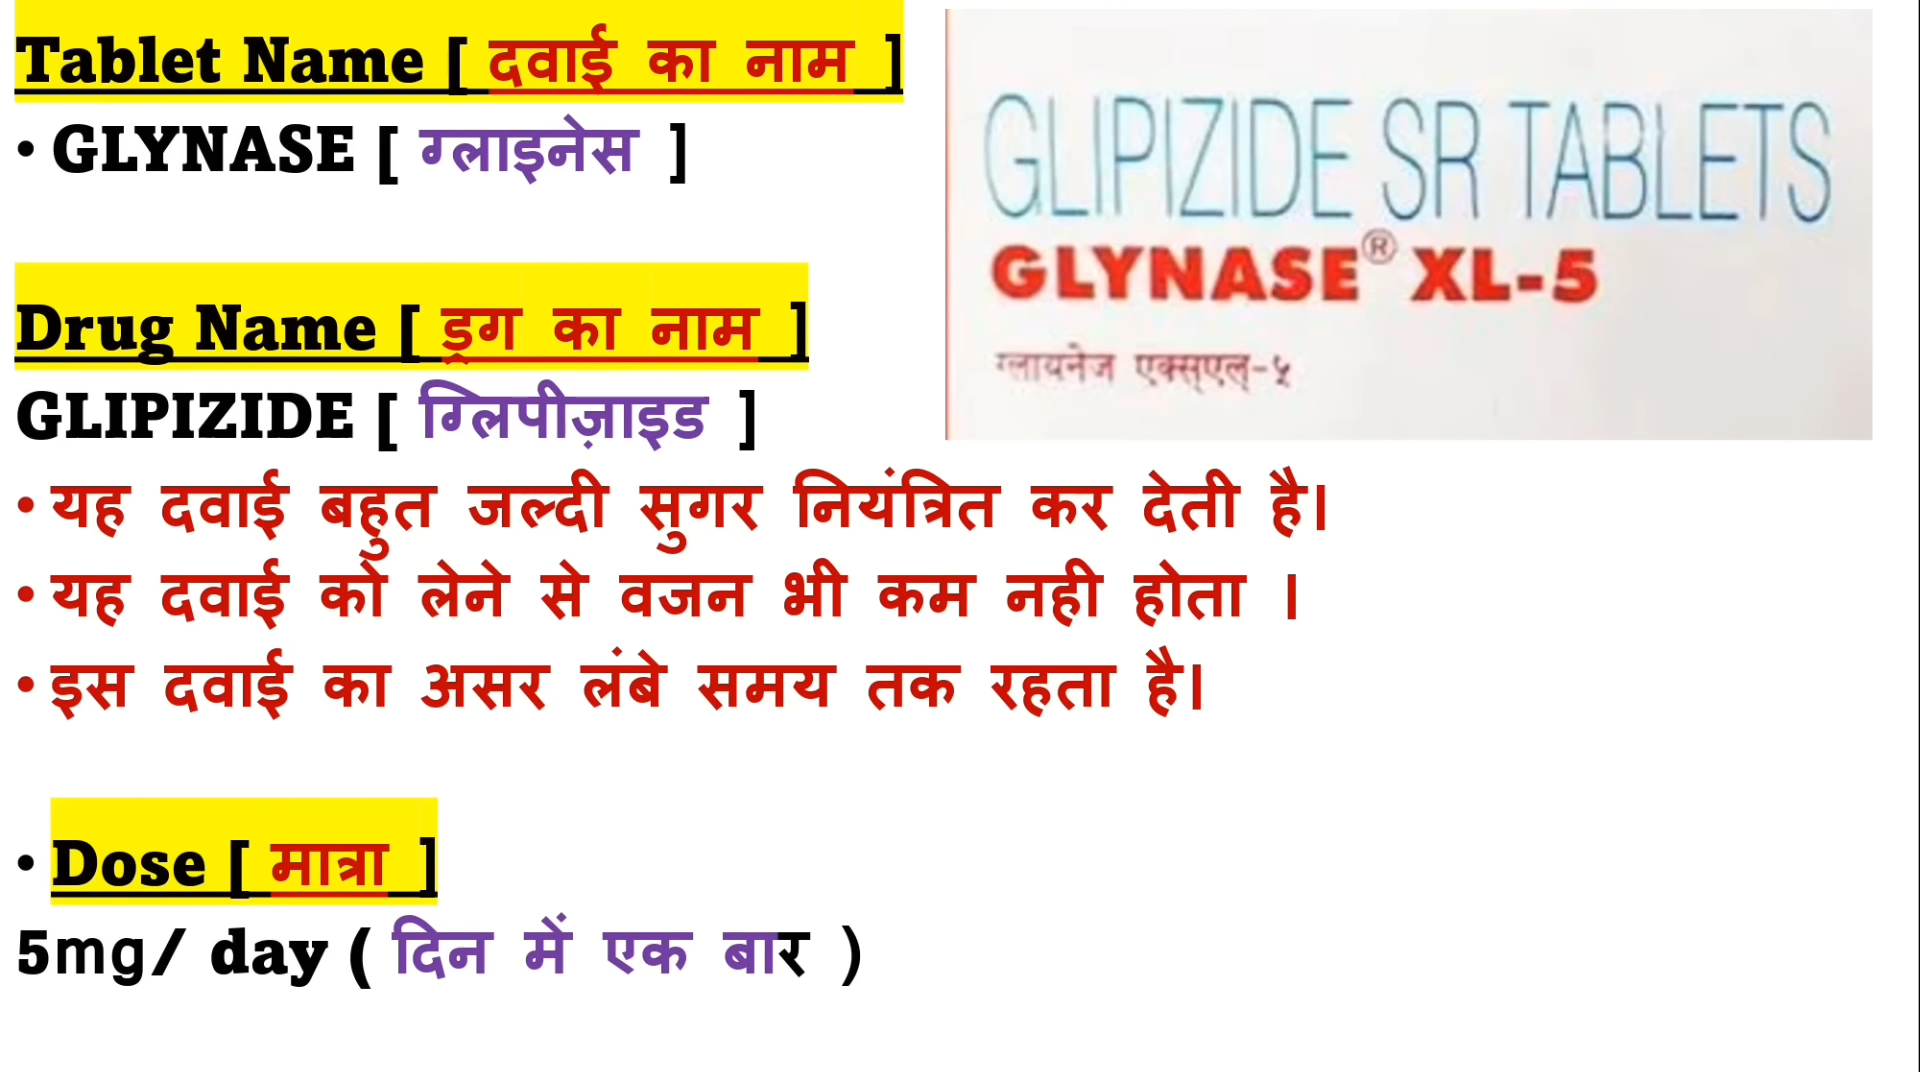 Tablet Name [ दवाई का नाम ]
• GLYNASE [ ग्लाइनेस ]
Drug Name [ ड्रग का नाम ]
GLIPIZIDE [ ग्लिपीज़ाइड ]
• यह दवाई बहुत जल्दी सुगर नियंत्रित कर देती है।
• यह दवाई को लेने से वजन भी कम नही होता ।
• इस दवाई का असर लंबे समय तक रहता है।
• Dose [ मात्रा ]
5mg/ day ( दिन में एक बार )
GLIPIZIDE SR TABLETS
GLYNASE® XL-5
ग्लायनेज एक्स्एल्-५